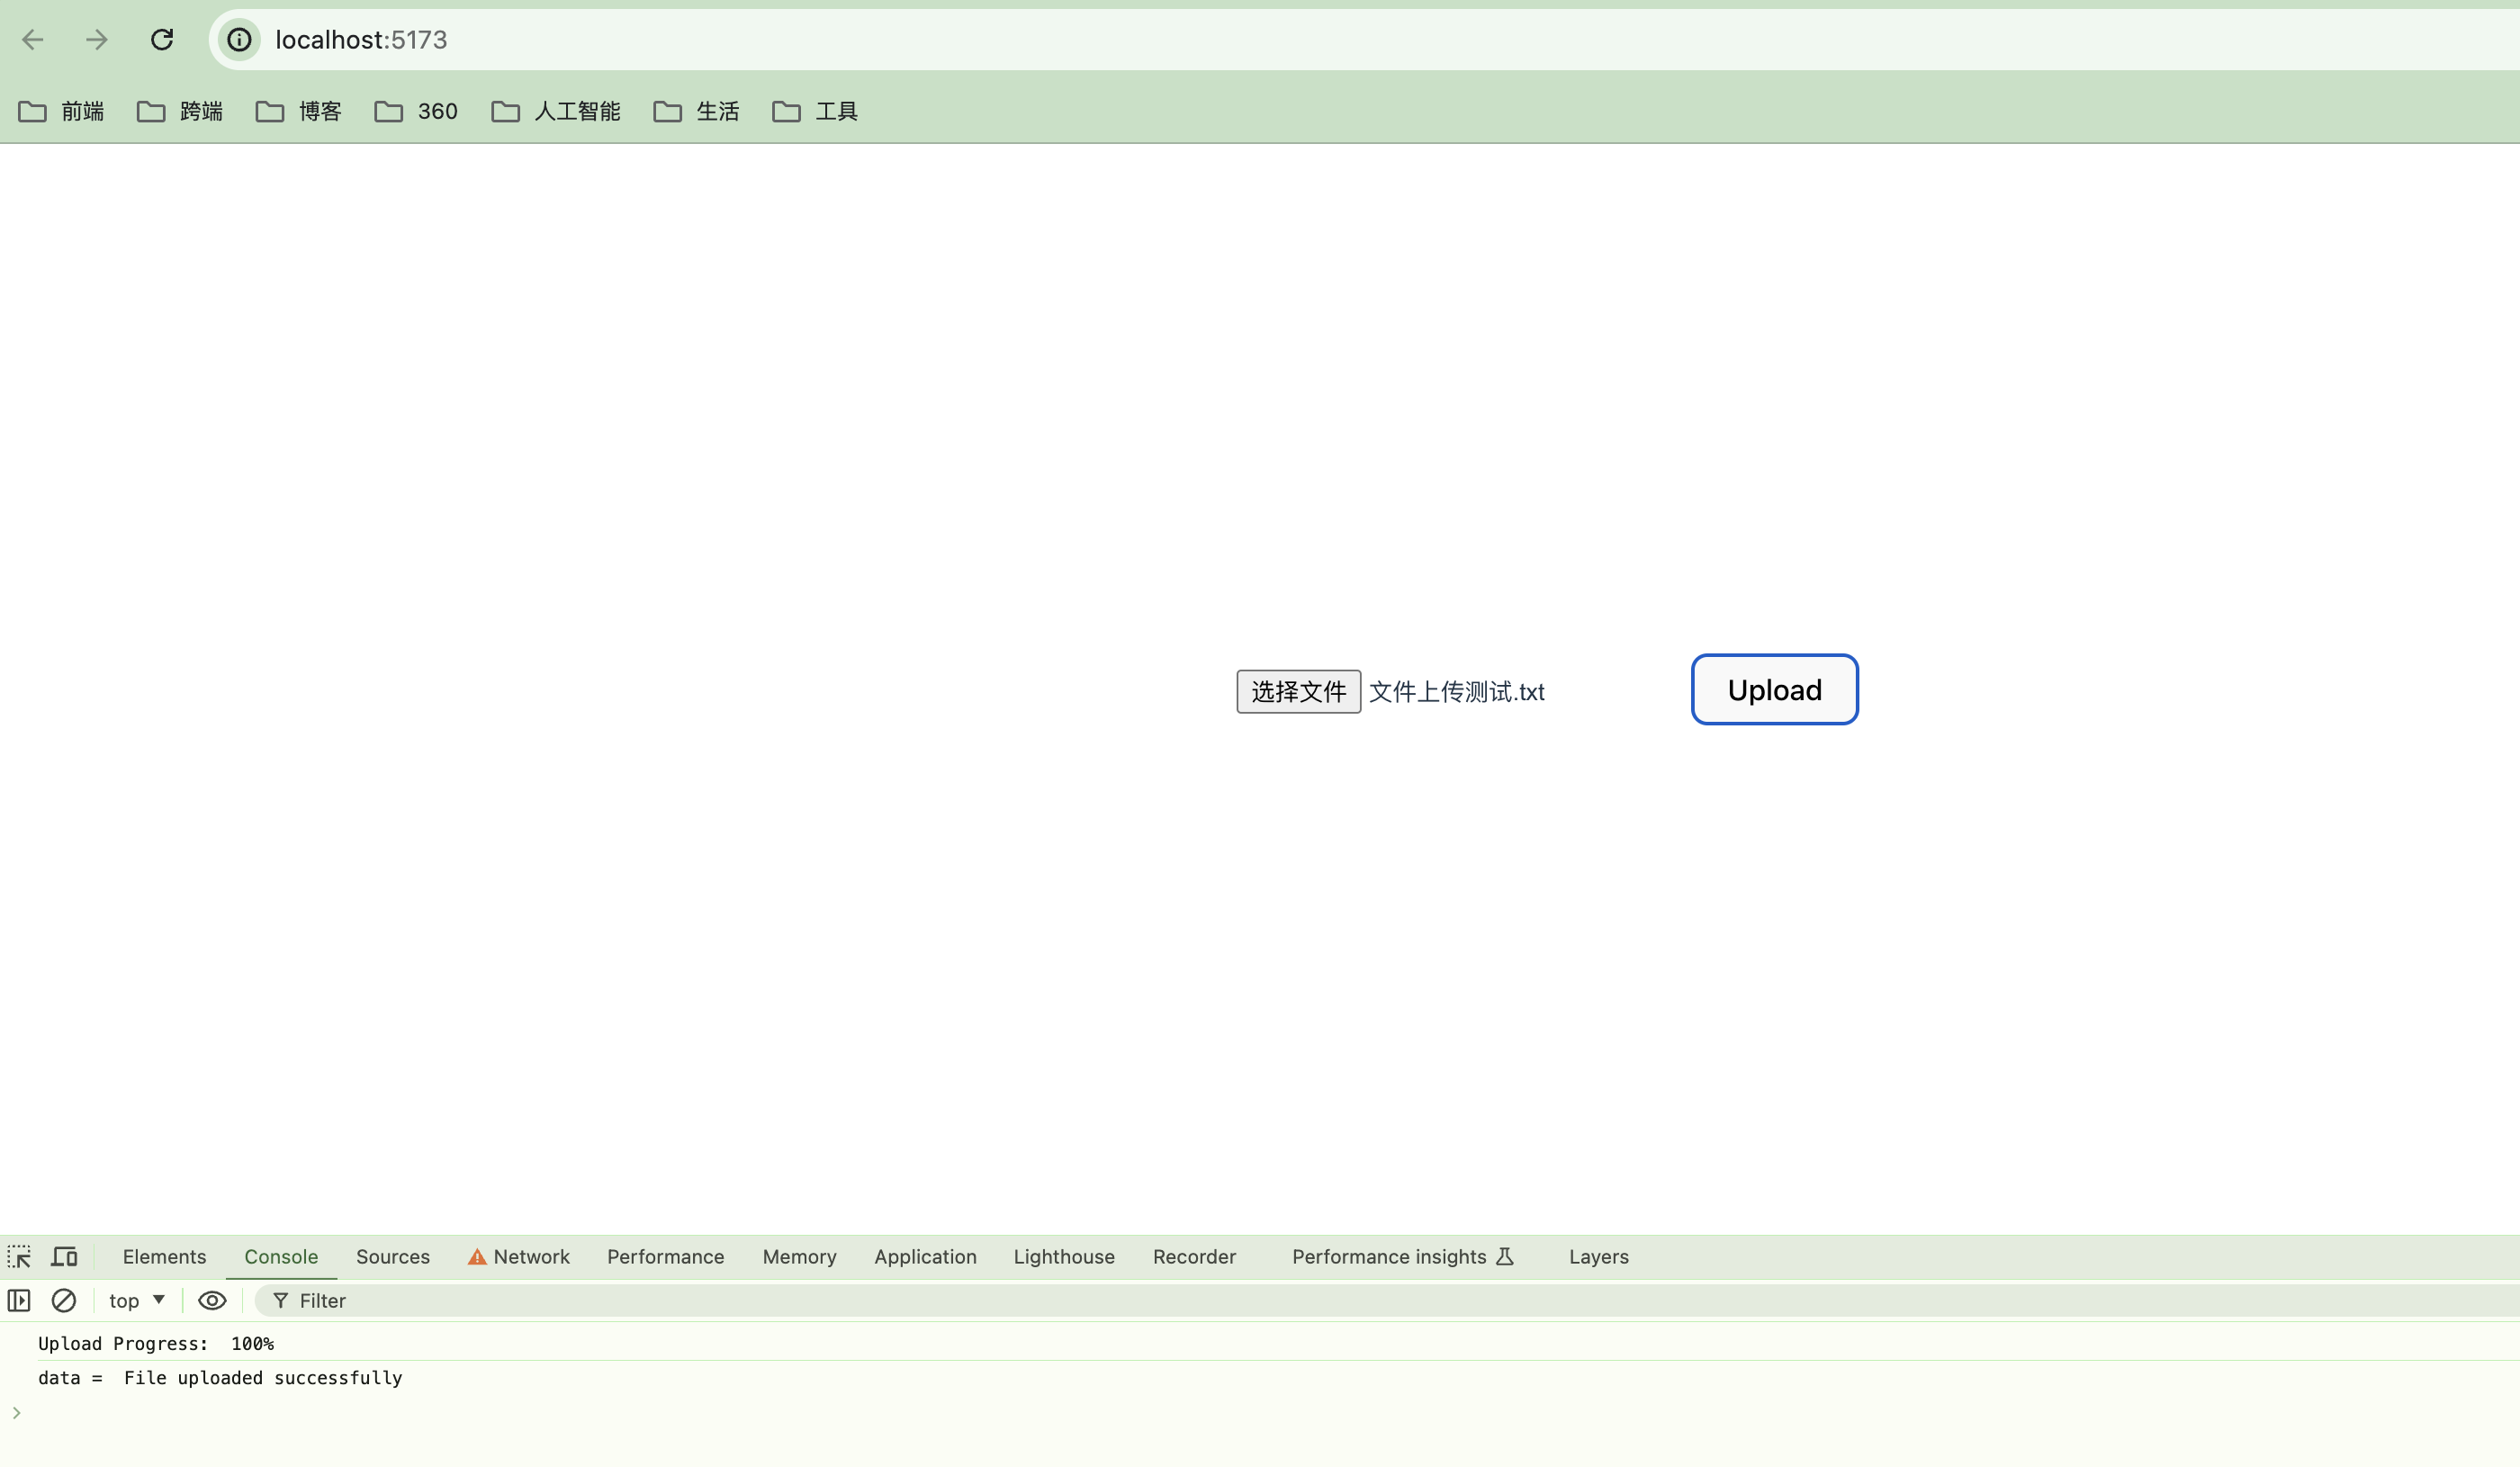 localhost:5173
前端 跨端 博客 360 人工智能 生活 工具
选择文件 文件上传测试.txt Upload
Elements Console Sources Network Performance Memory Application Lighthouse Recorder Performance insights Layers
top Filter
Upload Progress: 100%
data = File uploaded successfully